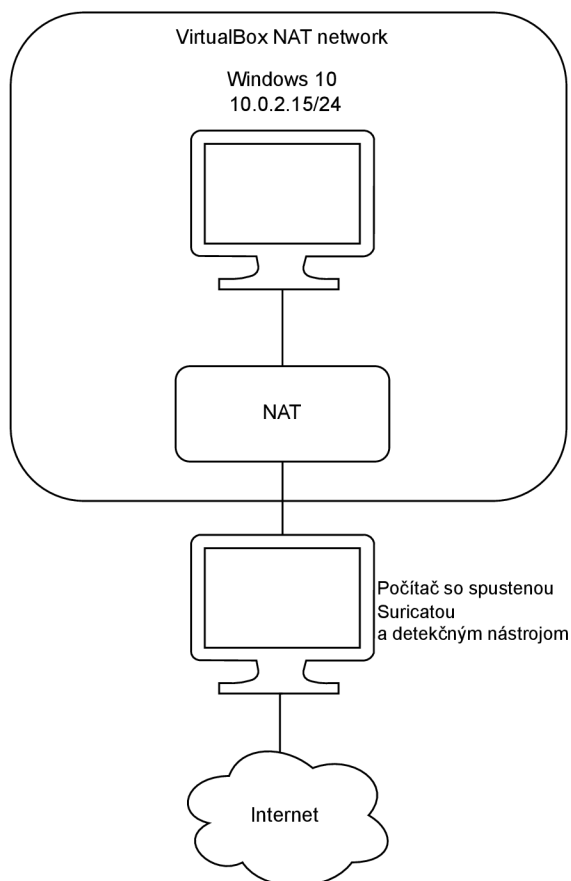 VirtualBox NAT network
Windows 10
10.0.2.15/24
NAT
Počítač so spustenou
Suricatou
a detekčným nástrojom
Internet